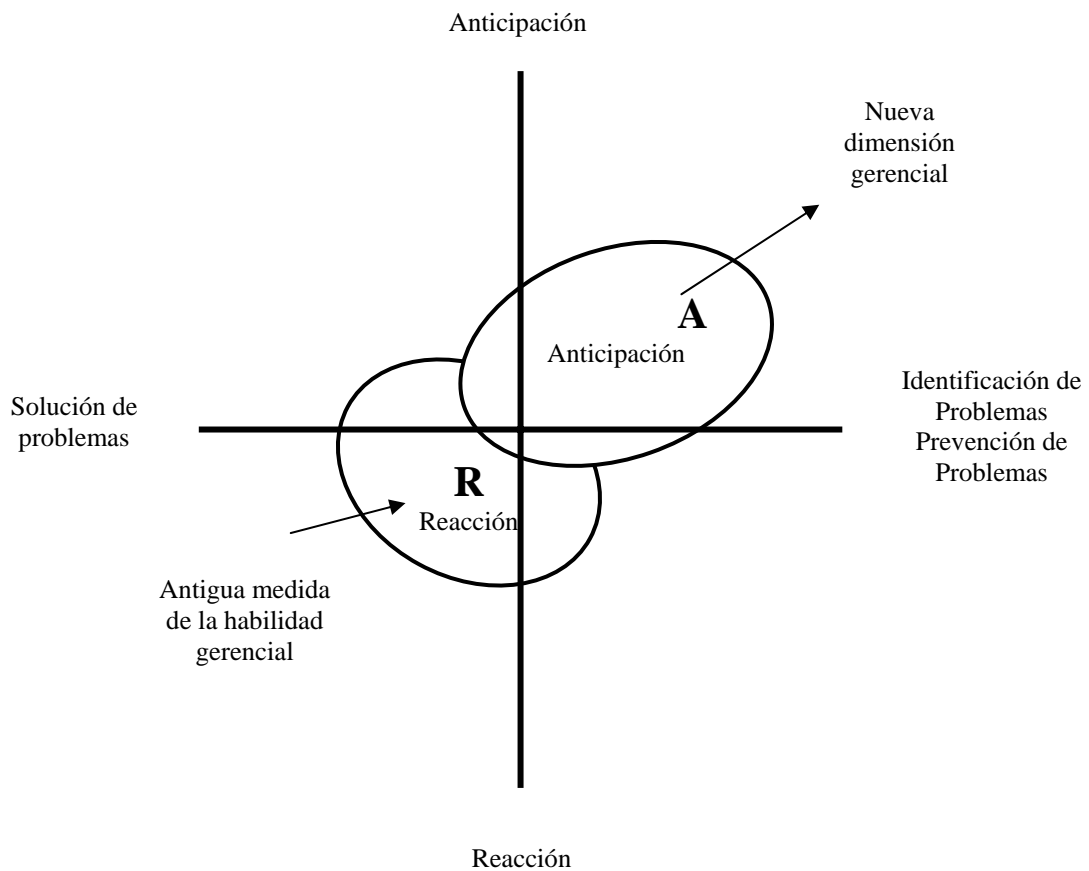 Anticipación
Nueva
dimensión
gerencial
A
Anticipación
Identificación de
Problemas
Prevención de
Problemas
Solución de
problemas
R
Reacción
Antigua medida
de la habilidad
gerencial
Reacción